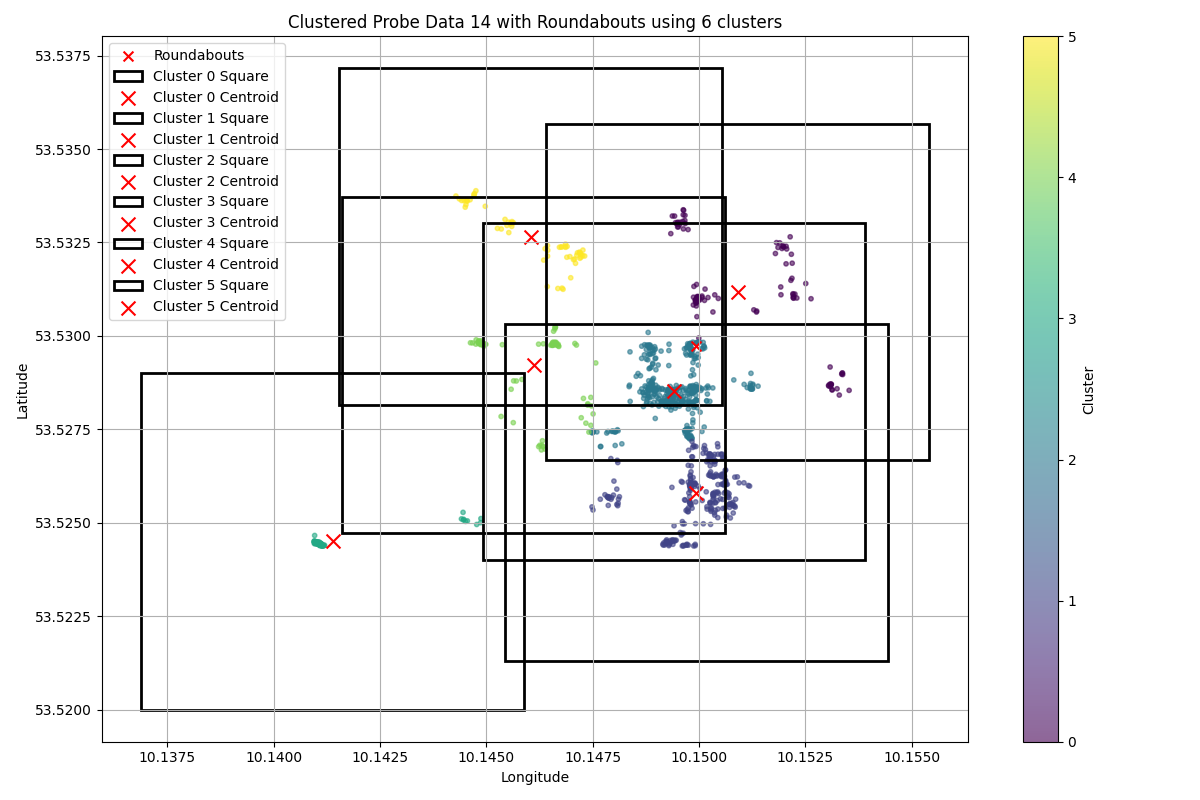 Clustered Probe Data 14 with Roundabouts using 6 clusters
Roundabouts
Cluster 0 Square
Cluster 0 Centroid
Cluster 1 Square
Cluster 1 Centroid
Cluster 2 Square
Cluster 2 Centroid
Cluster 3 Square
Cluster 3 Centroid
Cluster 4 Square
Cluster 4 Centroid
Cluster 5 Square
Cluster 5 Centroid
53.5375
53.5350
53.5325
53.5300
53.5275
53.5250
53.5225
53.5200
Latitude
10.1375
10.1400
10.1425
10.1450
10.1475
10.1500
10.1525
10.1550
Longitude
5
4
3
2
1
0
Cluster